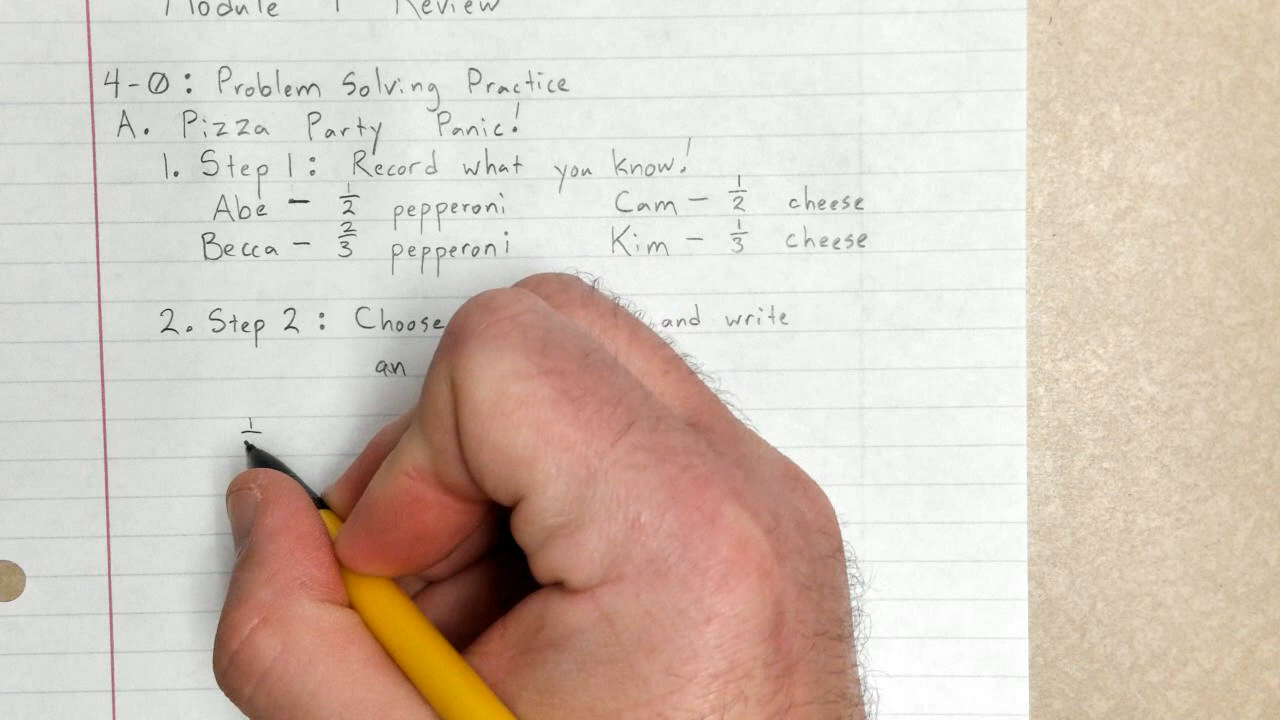 Module 1 Review
4-0: Problem Solving Practice
A. Pizza Party Panic!
1. Step 1: Record what you know!
Abe - 1/2 pepperoni Cam - 1/2 cheese
Becca - 2/3 pepperoni Kim - 1/3 cheese
2. Step 2: Choose and write
an
1